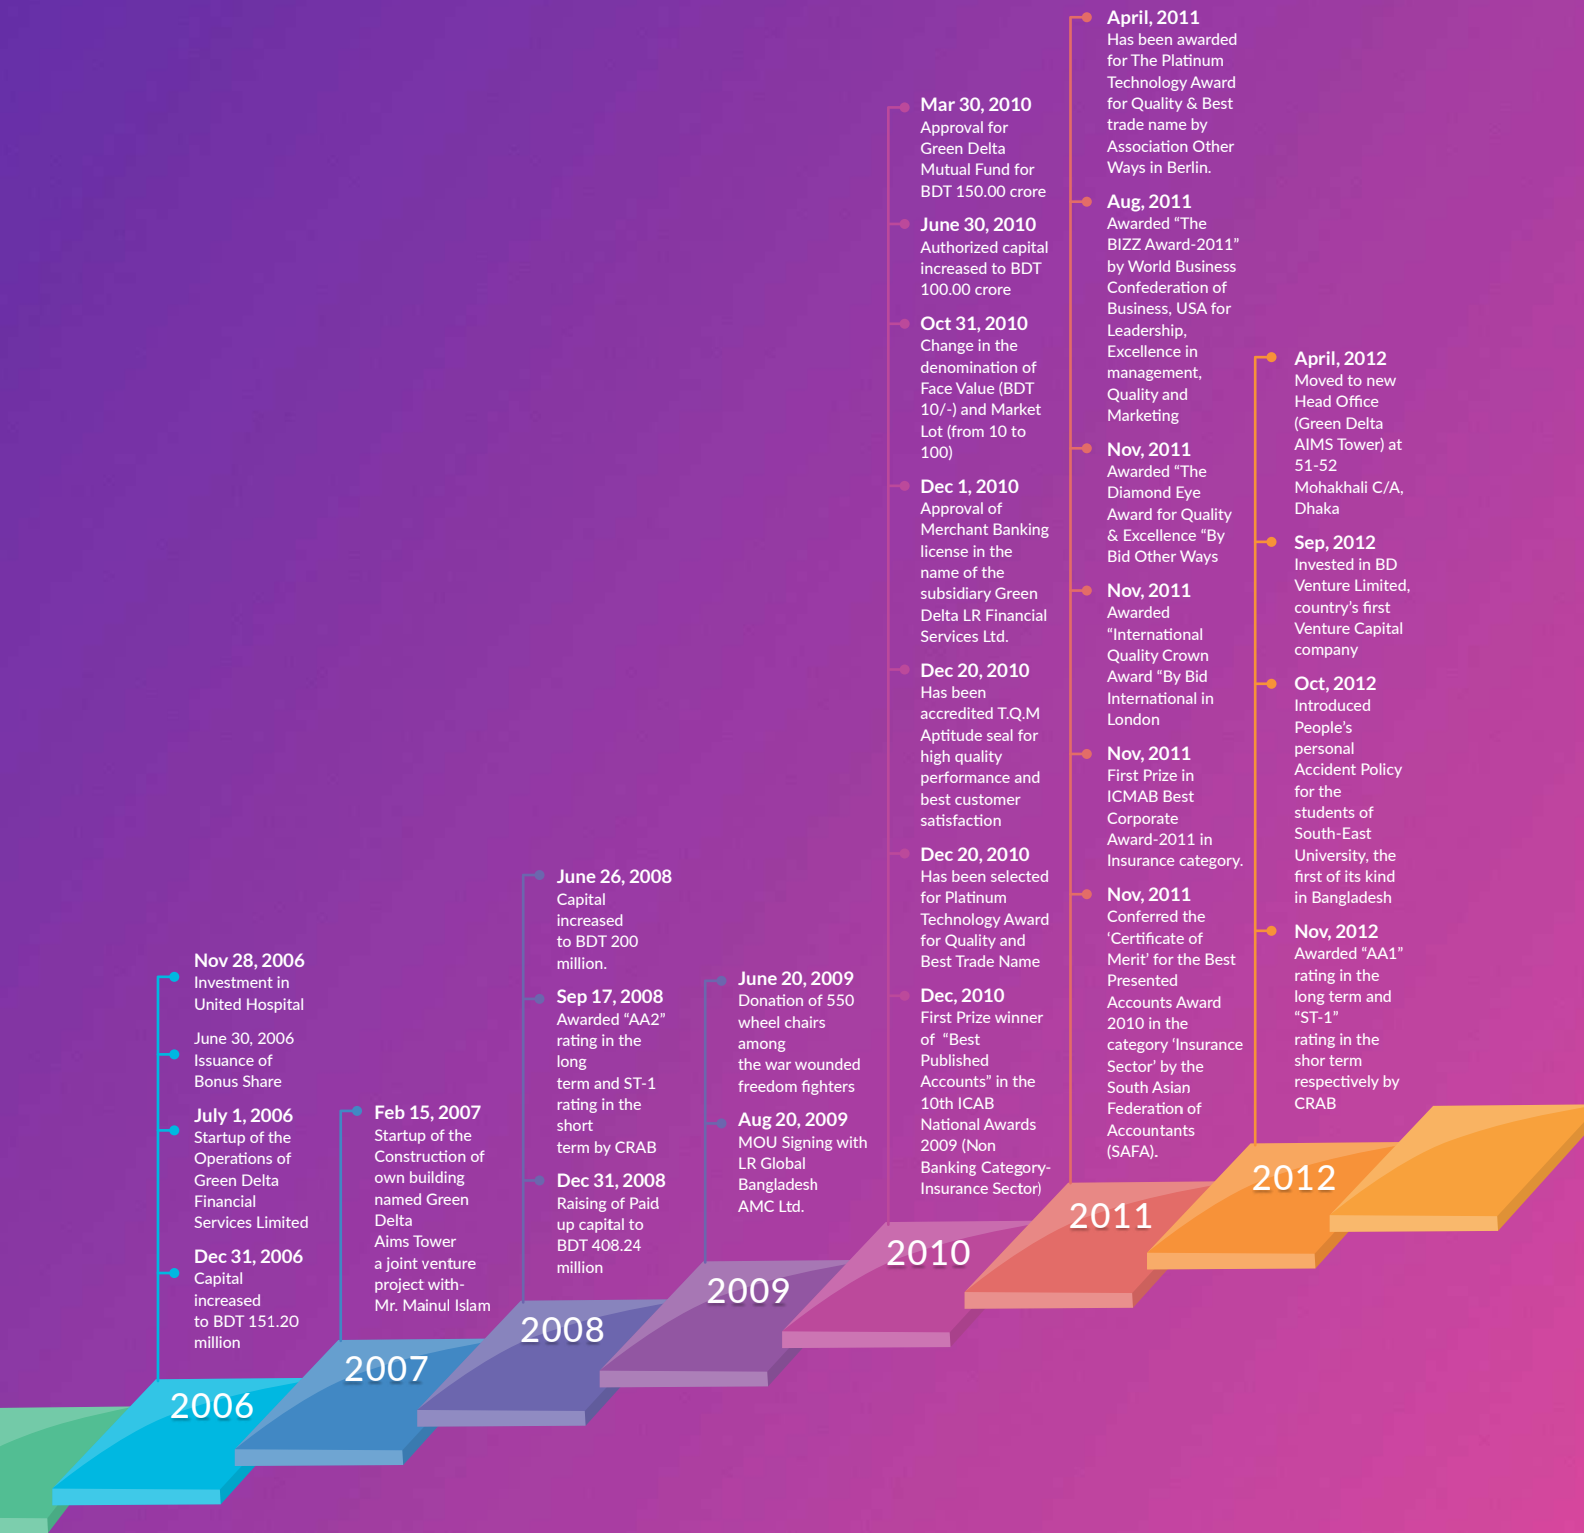 Nov 28, 2006
Investment in
United Hospital
June 30, 2006
Issuance of
Bonus Share
July 1, 2006
Startup of the
Operations of
Green Delta
Financial
Services Limited
Dec 31, 2006
Capital
increased
to BDT 151.20
million
2006
Feb 15, 2007
Startup of the
Construction of
own building
named Green
Delta
Aims Tower
a joint venture
project with-
Mr. Mainul Islam
2007
June 26, 2008
Capital
increased
to BDT 200
million.
Sep 17, 2008
Awarded “AA2”
rating in the
long
term and ST-1
rating in the
short
term by CRAB
Dec 31, 2008
Raising of Paid
up capital to
BDT 408.24
million
2008
June 20, 2009
Donation of 550
wheel chairs
among
the war wounded
freedom fighters
Aug 20, 2009
MOU Signing with
LR Global
Bangladesh
AMC Ltd.
2009
Mar 30, 2010
Approval for
Green Delta
Mutual Fund for
BDT 150.00 crore
June 30, 2010
Authorized capital
increased to BDT
100.00 crore
Oct 31, 2010
Change in the
denomination of
Face Value (BDT
10/-) and Market
Lot (from 10 to
100)
Dec 1, 2010
Approval of
Merchant Banking
license in the
name of the
subsidiary Green
Delta LR Financial
Services Ltd.
Dec 20, 2010
Has been
accredited T.Q.M
Aptitude seal for
high quality
performance and
best customer
satisfaction
Dec 20, 2010
Has been selected
for Platinum
Technology Award
for Quality and
Best Trade Name
Dec, 2010
First Prize winner
of “Best
Published
Accounts” in the
10th ICAB
National Awards
2009 (Non
Banking Category-
Insurance Sector)
2010
April, 2011
Has been awarded
for The Platinum
Technology Award
for Quality & Best
trade name by
Association Other
Ways in Berlin.
Aug, 2011
Awarded “The
BIZZ Award-2011”
by World Business
Confederation of
Business, USA for
Leadership,
Excellence in
management,
Quality and
Marketing
Nov, 2011
Awarded “The
Diamond Eye
Award for Quality
& Excellence “By
Bid Other Ways
Nov, 2011
Awarded
“International
Quality Crown
Award “By Bid
International in
London
Nov, 2011
First Prize in
ICMAB Best
Corporate
Award-2011 in
Insurance category.
Nov, 2011
Conferred the
‘Certificate of
Merit’ for the Best
Presented
Accounts Award
2010 in the
category ‘Insurance
Sector’ by the
South Asian
Federation of
Accountants
(SAFA).
2011
April, 2012
Moved to new
Head Office
(Green Delta
AIMS Tower) at
51-52
Mohakhali C/A,
Dhaka
Sep, 2012
Invested in BD
Venture Limited,
country’s first
Venture Capital
company
Oct, 2012
Introduced
People’s
personal
Accident Policy
for the
students of
South-East
University, the
first of its kind
in Bangladesh
Nov, 2012
Awarded “AA1”
rating in the
long term and
“ST-1”
rating in the
shor term
respectively by
CRAB
2012